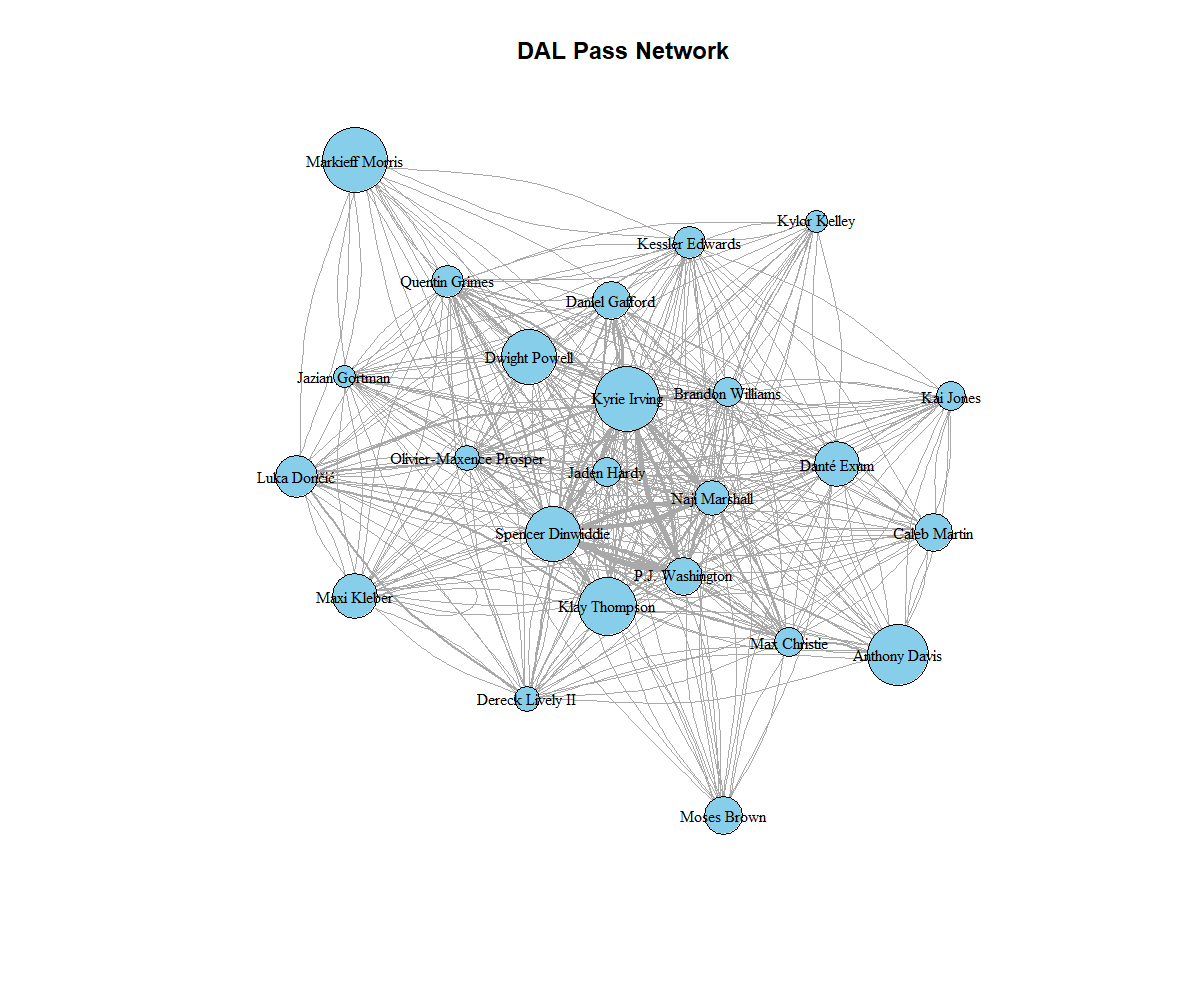 DAL Pass Network
Markieff Morris
Kylor Kelley
Kessler Edwards
Quentin Grimes
Daniel Gafford
Dwight Powell
Jazian Gortman
Kyrie Irving
Brandon Williams
Kai Jones
Olivier-Maxence Prosper
Jaden Hardy
Danté Exum
Luka Dončić
Naji Marshall
Spencer Dinwiddie
Caleb Martin
P.J. Washington
Maxi Kleber
Klay Thompson
Max Christie
Anthony Davis
Dereck Lively II
Moses Brown